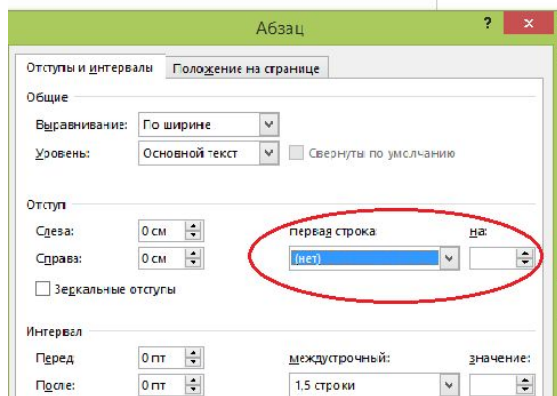 Абзац ?
Отступы и интервалы Положение на странице
Общие
Выравнивание: По ширине
Уровень: Основной текст Свернуты по умолчанию
Отступ
Слева: 0 см первая строка: на:
Справа: 0 см (нет)
Зеркальные отступы
Интервал
Перед: 0 пт междустрочный: значение:
После: 0 пт 1,5 строки